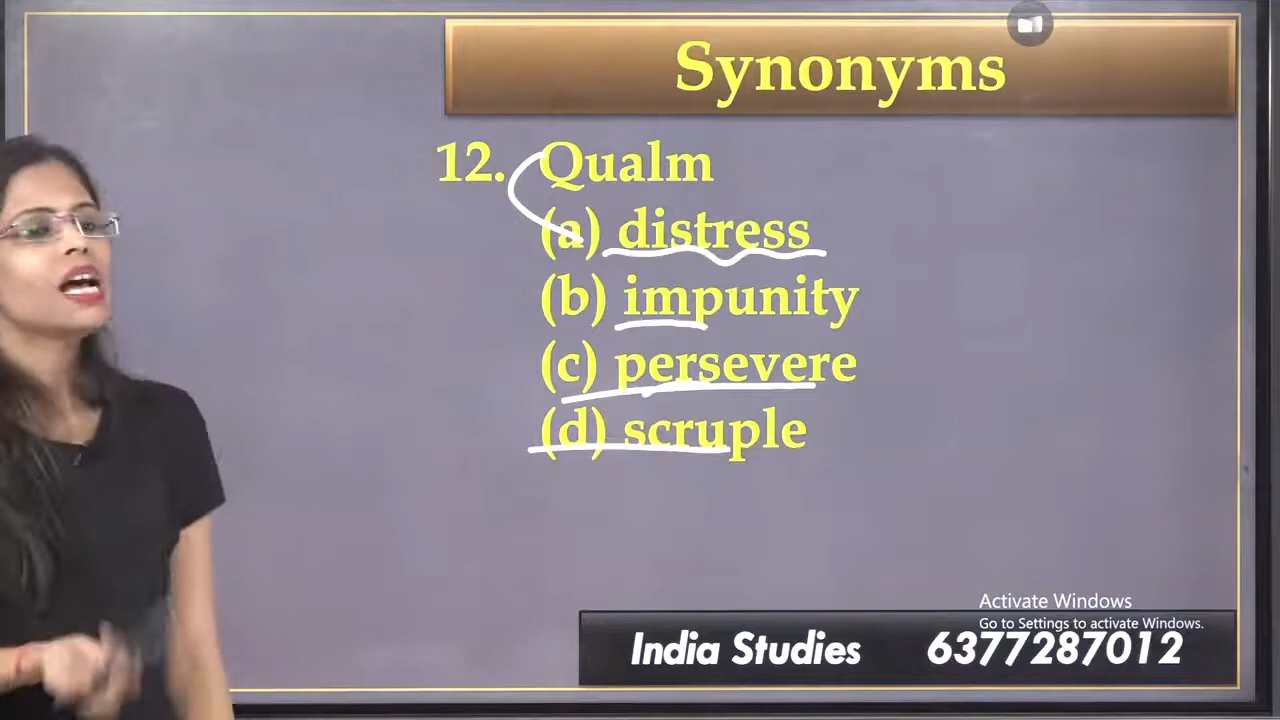 Synonyms
12. Qualm
(a) distress
(b) impunity
(c) persevere
(d) scruple
Activate Windows
Go to Settings to activate Windows.
India Studies 6377287012